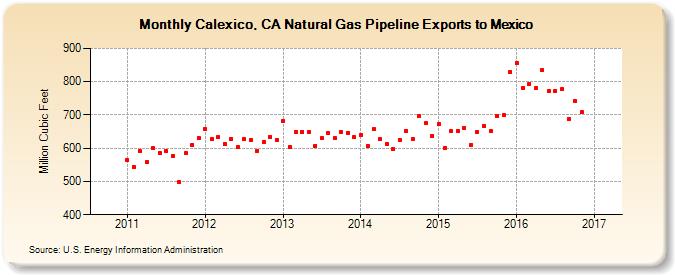 Monthly Calexico, CA Natural Gas Pipeline Exports to Mexico
Million Cubic Feet
900
800
700
600
500
400
2011 2012 2013 2014 2015 2016 2017
Source: U.S. Energy Information Administration